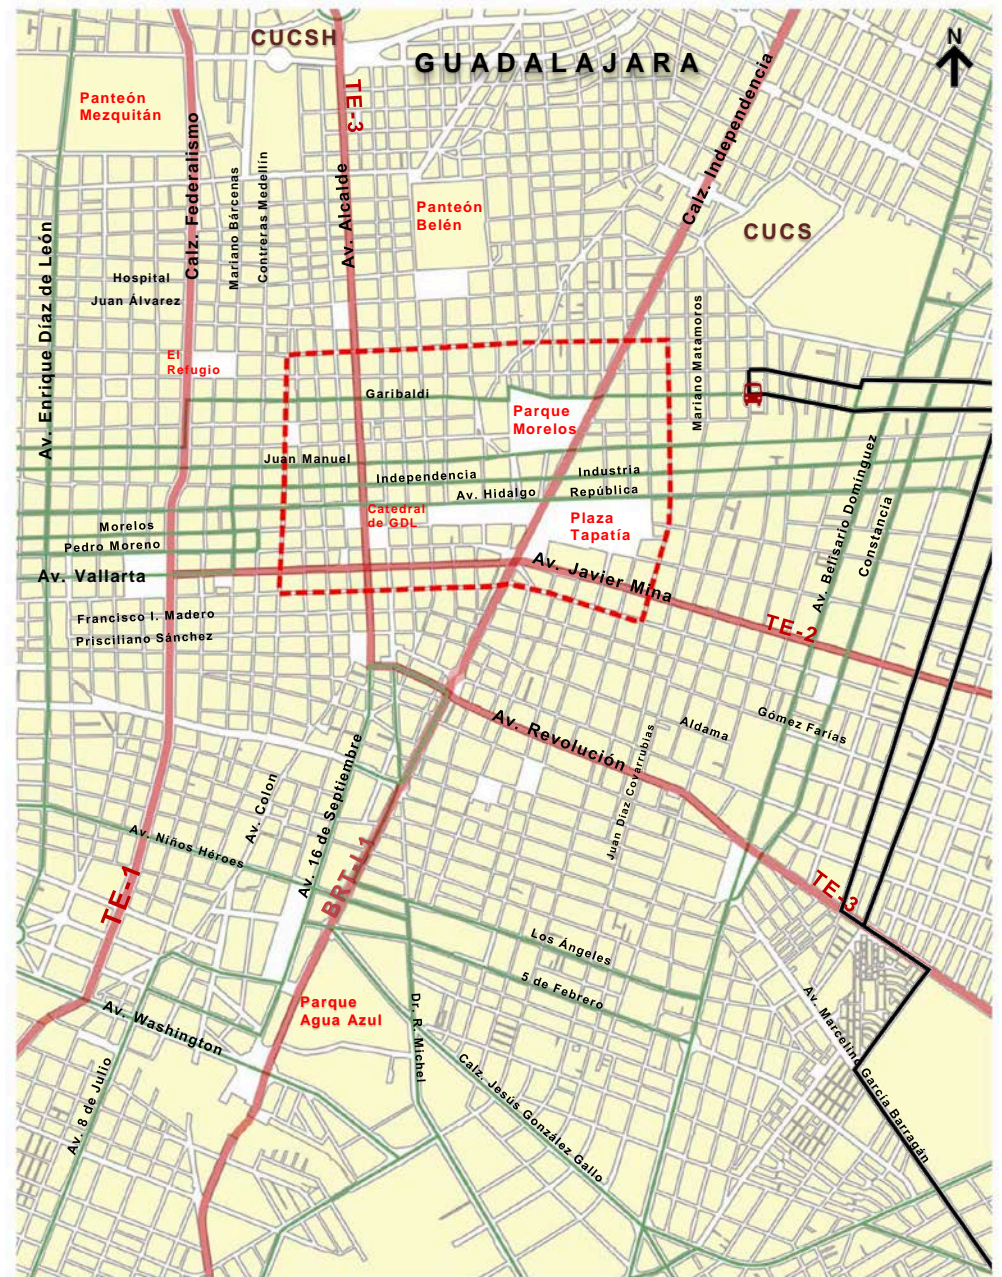 CUCSH
GUADALAJARA
N
Panteón
Mezquitán
TE-3
Calz. Independencia
Calz. Federalismo
Av. Alcalde
Mariano Bárcenas
Contreras Medellín
Panteón
Belén
CUCS
Av. Enrique Díaz de León
Hospital
Juan Álvarez
Mariano Matamoros
El
Refugio
Garibaldi
Parque
Morelos
Juan Manuel
Independencia
Industria
Av. Hidalgo
República
Av. Belisario Domínguez
Constancia
Catedral
de GDL
Plaza
Tapatía
Morelos
Pedro Moreno
Av. Vallarta
Av. Javier Mina
Francisco I. Madero
Prisciliano Sánchez
TE-2
Av. Revolución
Aldama
Gómez Farías
Juan Díaz Covarrubias
Av. Colon
Av. 16 de Septiembre
Av. Niños Héroes
BRT-L1
TE-1
TE-3
Los Ángeles
5 de Febrero
Parque
Agua Azul
Av. Washington
Dr. R. Michel
Av. Marcelino García Barragán
Calz. Jesús González Gallo
Av. 8 de Julio